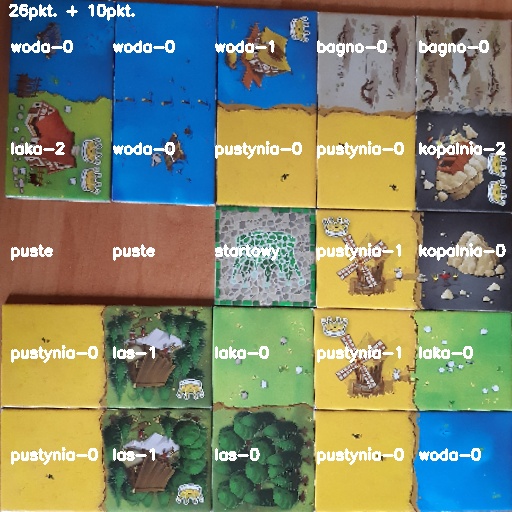 26pkt. + 10pkt.
woda-0 woda-0 woda-1 bagno-0 bagno-0
laka-2 woda-0 pustynia-0 pustynia-0 kopalnia-2
puste puste startowy pustynia-1 kopalnia-0
pustynia-0 las-1 laka-0 pustynia-1 laka-0
pustynia-0 las-1 las-0 pustynia-0 woda-0